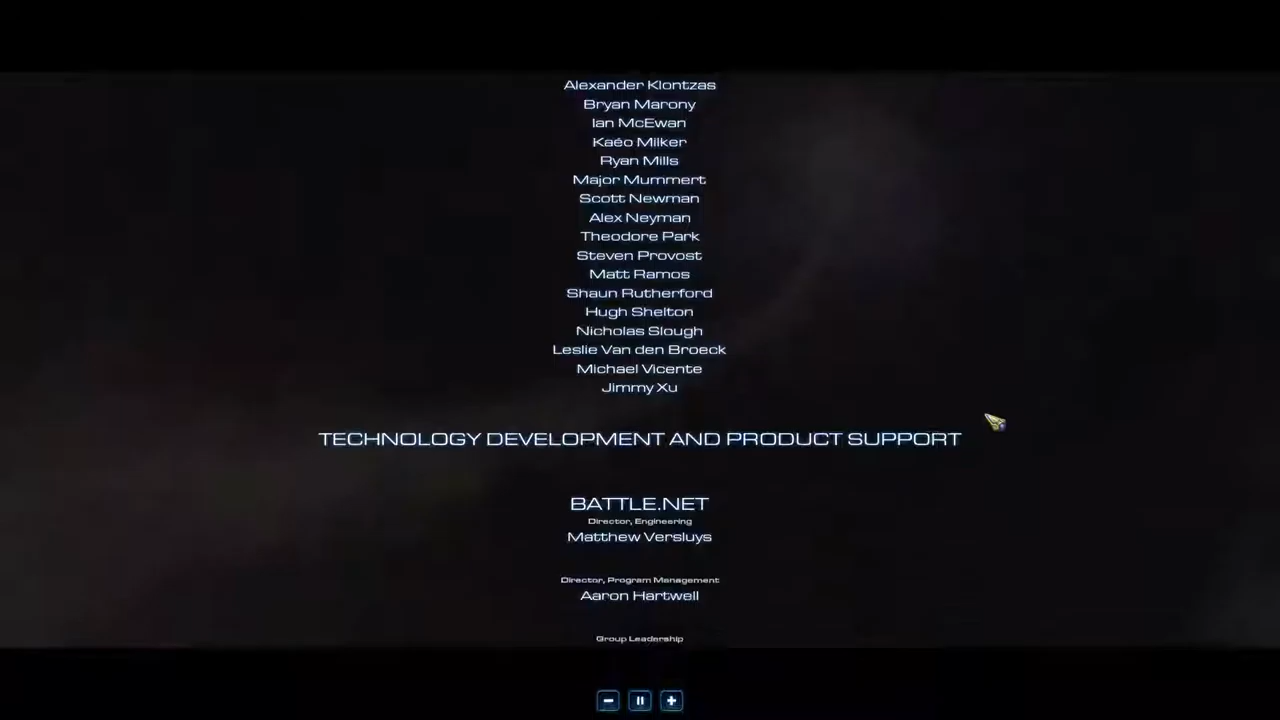 Alexander Klontzas
Bryan Marony
Ian McEwan
Kaéo Milker
Ryan Mills
Major Mummert
Scott Newman
Alex Neyman
Theodore Park
Steven Provost
Matt Ramos
Shaun Rutherford
Hugh Shelton
Nicholas Slough
Leslie Van den Broeck
Michael Vicente
Jimmy Xu
TECHNOLOGY DEVELOPMENT AND PRODUCT SUPPORT
BATTLE.NET
Director, Engineering
Matthew Versluys
Director, Program Management
Aaron Hartwell
Group Leadership